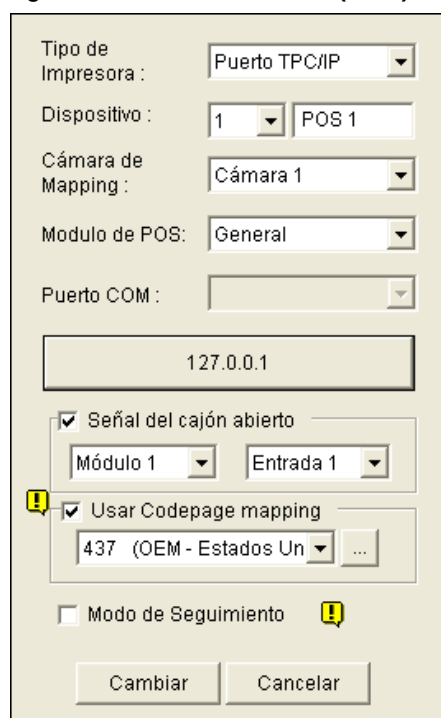 Tipo de
Impresora :
Puerto TPC/IP
Dispositivo :
1
POS 1
Cámara de
Mapping :
Cámara 1
Modulo de POS:
General
Puerto COM :
127.0.0.1
Señal del cajón abierto
Módulo 1
Entrada 1
Usar Codepage mapping
437 (OEM - Estados Un
...
Modo de Seguimiento
Cambiar
Cancelar